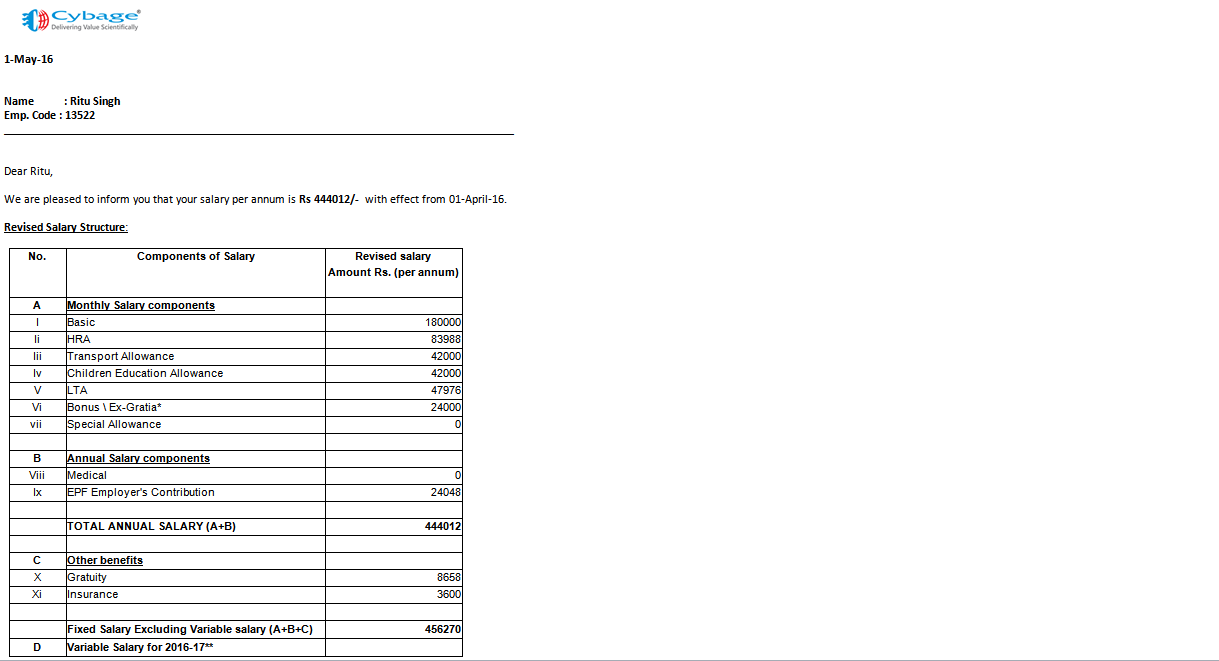 Cybage®
Delivering Value Scientifically
1-May-16
Name : Ritu Singh
Emp. Code : 13522
Dear Ritu,
We are pleased to inform you that your salary per annum is Rs 444012/- with effect from 01-April-16.
Revised Salary Structure:
No. Components of Salary Revised salary
Amount Rs. (per annum)
A Monthly Salary components
I Basic 180000
Ii HRA 83988
Iii Transport Allowance 42000
Iv Children Education Allowance 42000
V LTA 47976
Vi Bonus \ Ex-Gratia* 24000
vii Special Allowance 0
B Annual Salary components
Viii Medical 0
Ix EPF Employer's Contribution 24048
TOTAL ANNUAL SALARY (A+B) 444012
C Other benefits
X Gratuity 8658
Xi Insurance 3600
Fixed Salary Excluding Variable salary (A+B+C) 456270
D Variable Salary for 2016-17**